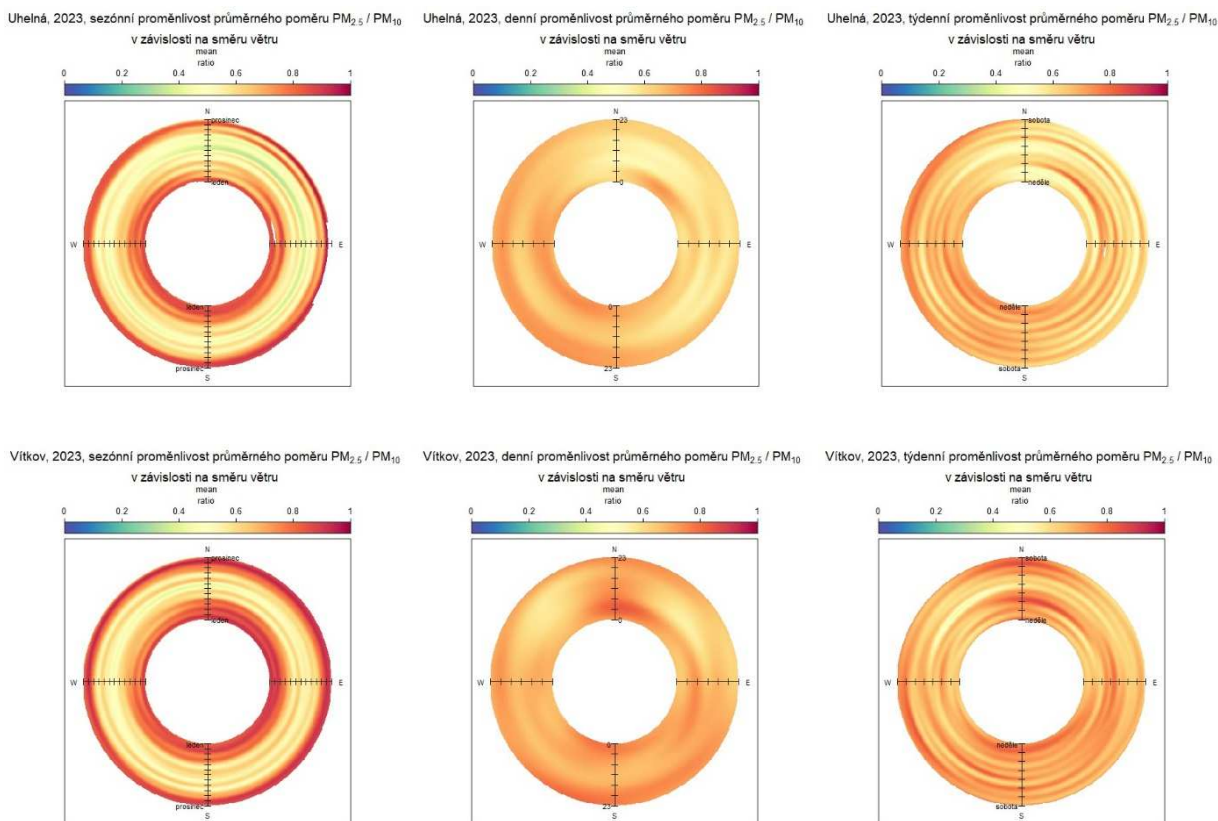 Uhelná, 2023, sezónní proměnlivost průměrného poměru PM2.5 / PM10
v závislosti na směru větru
mean
ratio
0 0.2 0.4 0.6 0.8 1
N
prosinec
leden
W E
leden
prosinec
S
Uhelná, 2023, denní proměnlivost průměrného poměru PM2.5 / PM10
v závislosti na směru větru
mean
ratio
0 0.2 0.4 0.6 0.8 1
N
23
0
W E
0
23
S
Uhelná, 2023, týdenní proměnlivost průměrného poměru PM2.5 / PM10
v závislosti na směru větru
mean
ratio
0 0.2 0.4 0.6 0.8 1
N
sobota
neděle
W E
neděle
sobota
S
Vítkov, 2023, sezónní proměnlivost průměrného poměru PM2.5 / PM10
v závislosti na směru větru
mean
ratio
0 0.2 0.4 0.6 0.8 1
N
prosinec
leden
W E
leden
prosinec
S
Vítkov, 2023, denní proměnlivost průměrného poměru PM2.5 / PM10
v závislosti na směru větru
mean
ratio
0 0.2 0.4 0.6 0.8 1
N
23
0
W E
0
23
S
Vítkov, 2023, týdenní proměnlivost průměrného poměru PM2.5 / PM10
v závislosti na směru větru
mean
ratio
0 0.2 0.4 0.6 0.8 1
N
sobota
neděle
W E
neděle
sobota
S